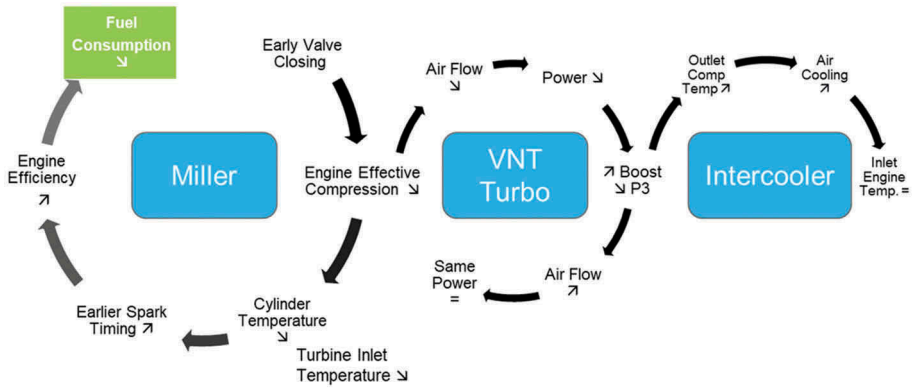 Fuel
Consumption
↘
Early Valve
Closing
Air Flow
↘
Power ↘
Outlet
Comp
Temp ↗
Air
Cooling
↗
Engine
Efficiency
↗
Miller
Engine Effective
Compression ↘
VNT
Turbo
↗ Boost
↘ P3
Intercooler
Inlet
Engine
Temp. =
Same
Power
=
Air Flow
↗
Earlier Spark
Timing ↗
Cylinder
Temperature
↘
Turbine Inlet
Temperature ↘